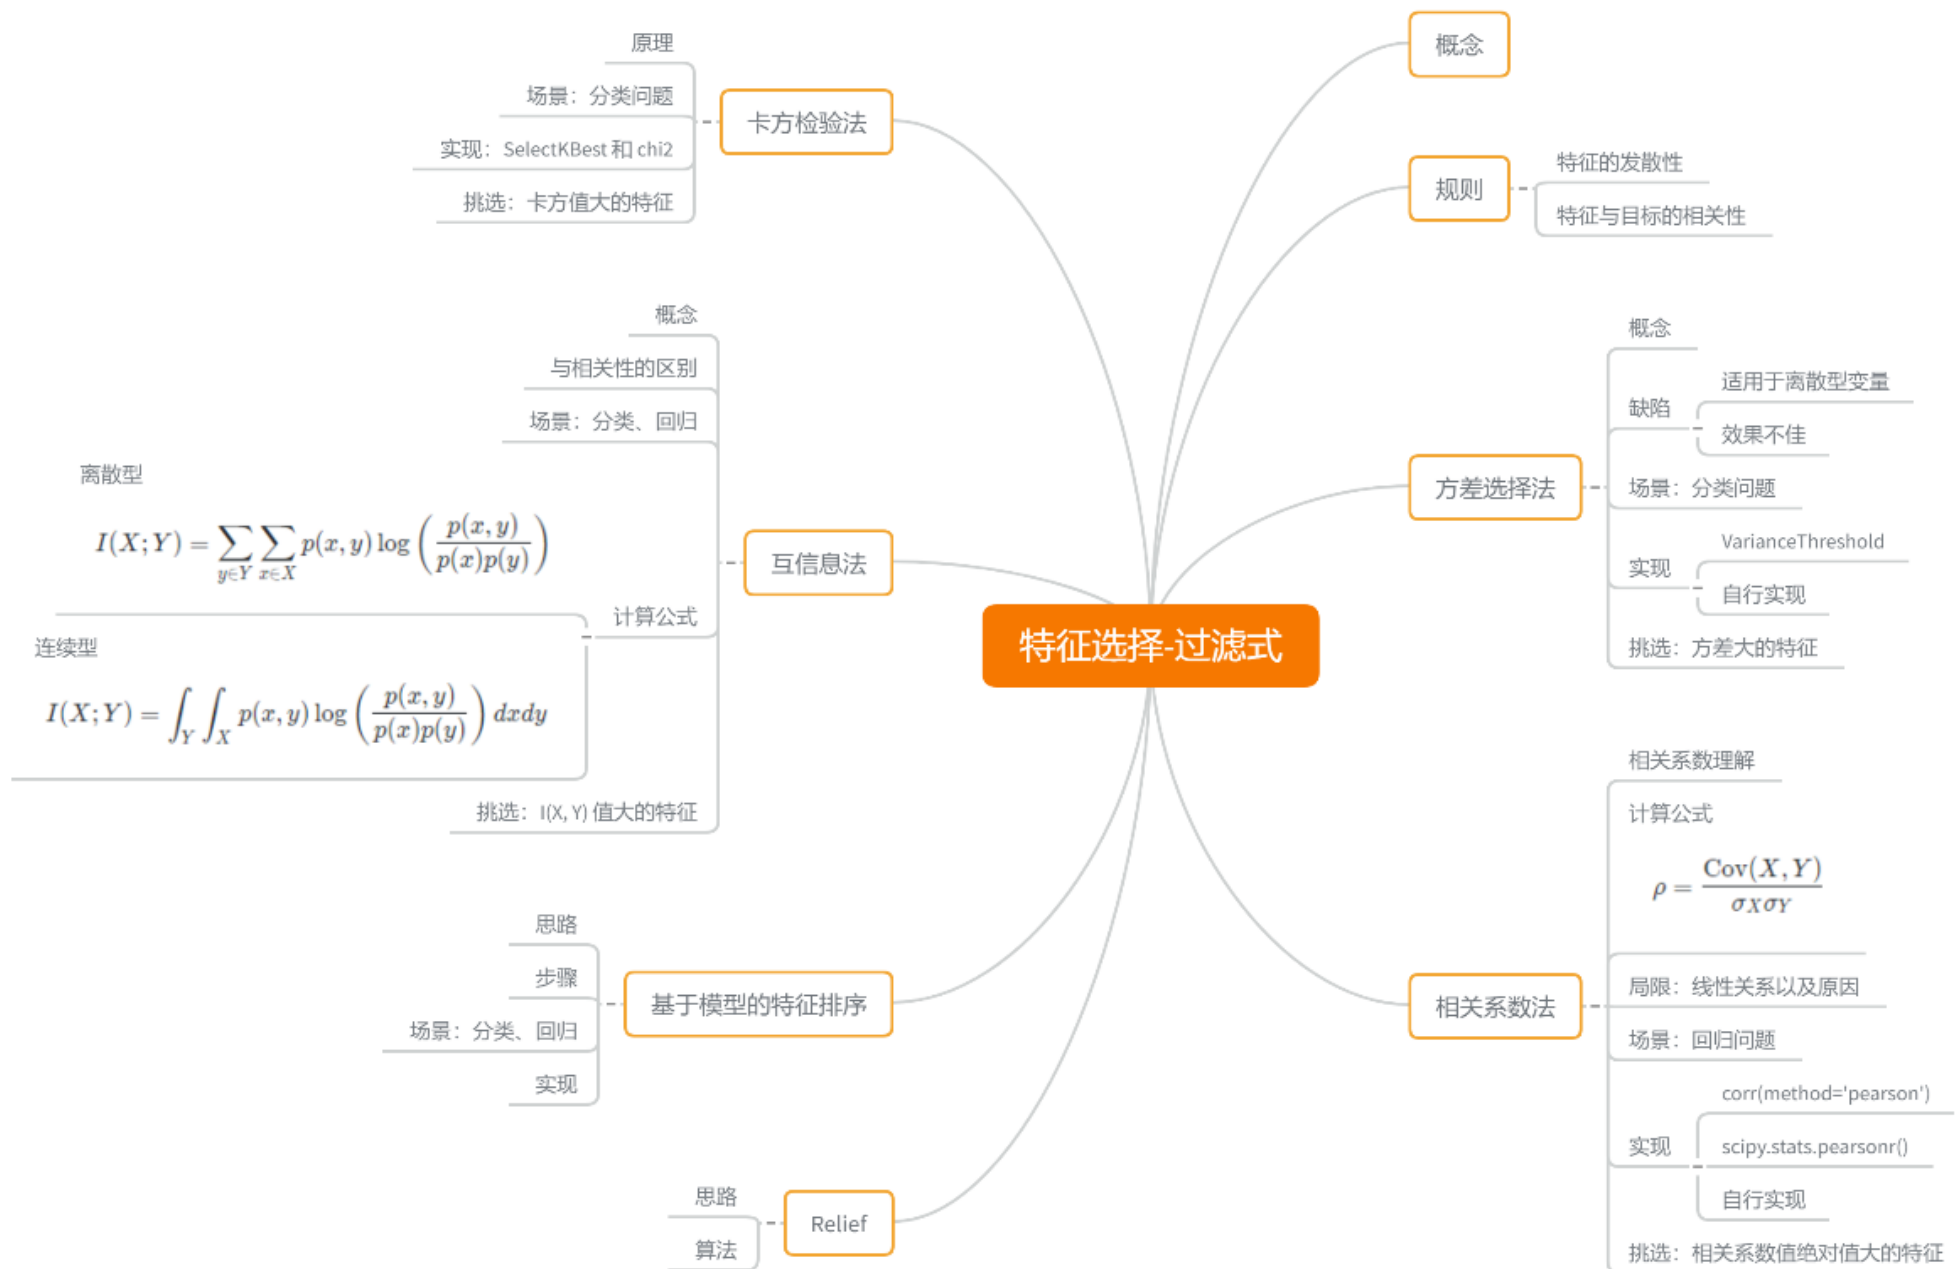 特征选择-过滤式
概念
规则
特征的发散性
特征与目标的相关性
方差选择法
概念
缺陷
适用于离散型变量
效果不佳
场景：分类问题
实现
VarianceThreshold
自行实现
挑选：方差大的特征
相关系数法
相关系数理解
计算公式
ρ = Cov(X, Y) / σXσY
局限：线性关系以及原因
场景：回归问题
实现
corr(method='pearson')
scipy.stats.pearsonr()
自行实现
挑选：相关系数值绝对值大的特征
卡方检验法
原理
场景：分类问题
实现：SelectKBest 和 chi2
挑选：卡方值大的特征
互信息法
概念
与相关性的区别
场景：分类、回归
计算公式
离散型
I(X;Y) = ∑y∈Y ∑x∈X p(x,y) log (p(x,y) / p(x)p(y))
连续型
I(X;Y) = ∫Y ∫X p(x,y) log (p(x,y) / p(x)p(y)) dxdy
挑选：I(X, Y) 值大的特征
基于模型的特征排序
思路
步骤
场景：分类、回归
实现
Relief
思路
算法